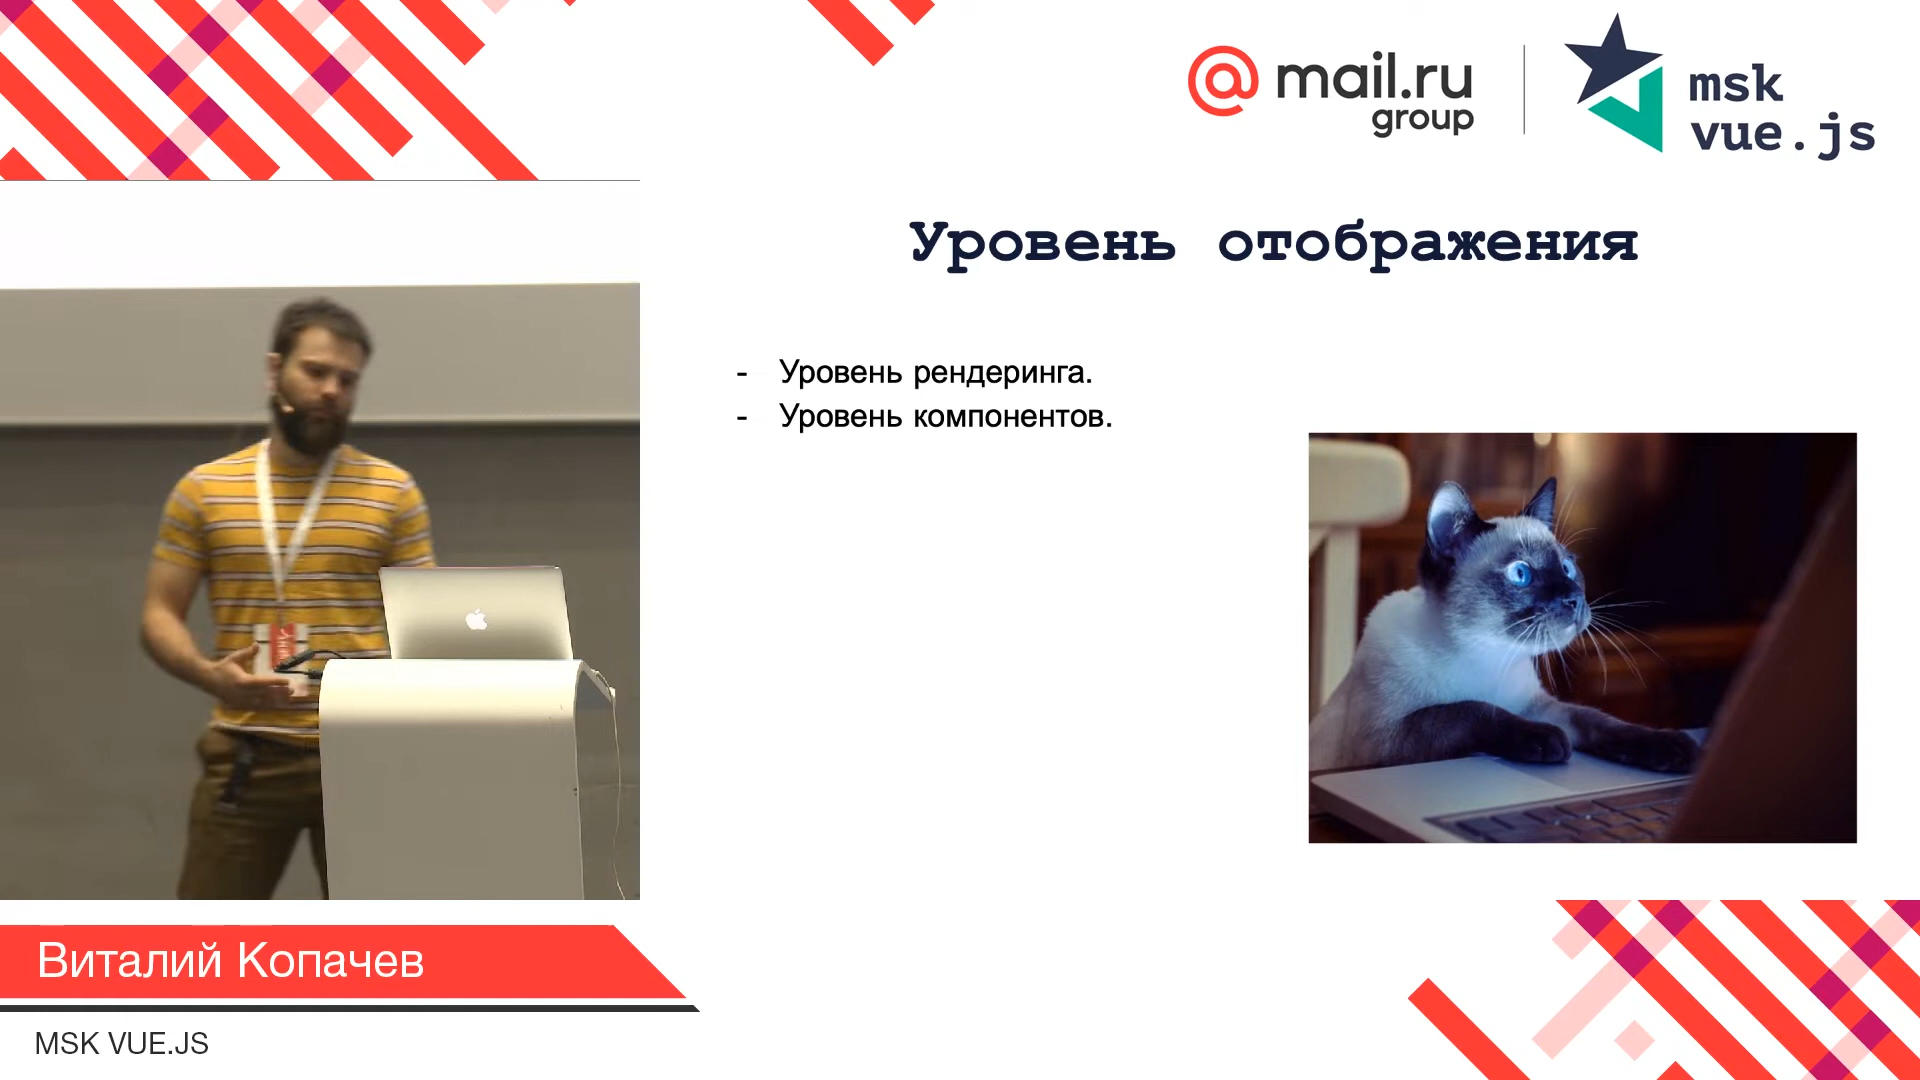 mail.ru
group
msk
vue.js
Уровень отображения
- Уровень рендеринга.
- Уровень компонентов.
Виталий Копачев
MSK VUE.JS